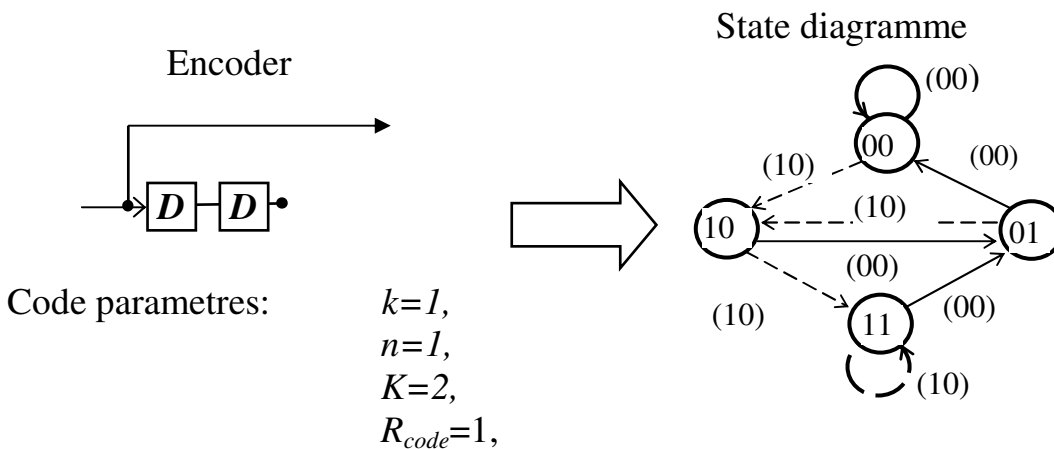 State diagramme
Encoder
(00)
00
(10)
(00)
D D
(10)
10
01
(00)
Code parametres:
k=1,
(10)
(00)
11
n=1,
(10)
K=2,
R_code=1,